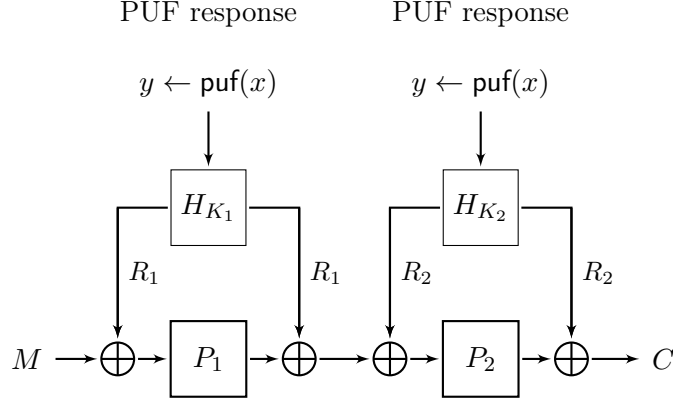 PUF response PUF response
y ← puf(x) y ← puf(x)
H_{K_1} H_{K_2}
R_1 R_1 R_2 R_2
M P_1 P_2 C